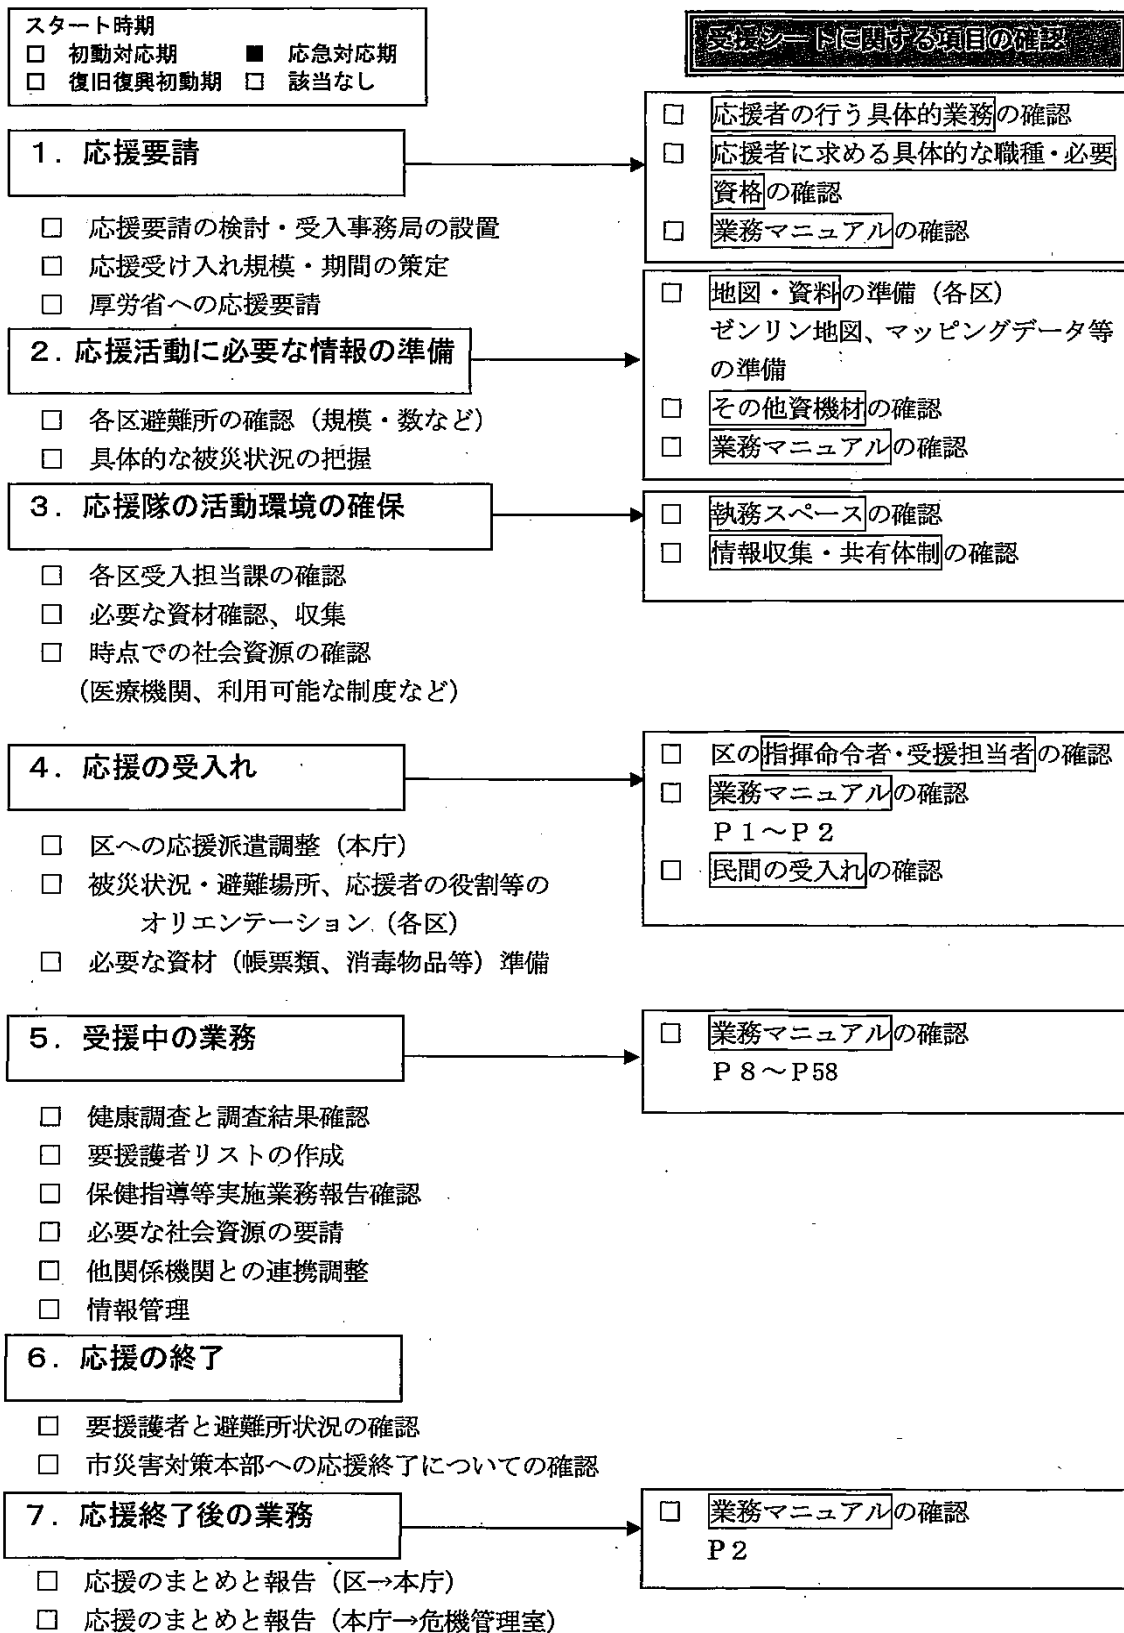 スタート時期
□ 初動対応期 ■ 応急対応期
□ 復旧復興初動期 □ 該当なし
受援シートに関する項目の確認
１．応援要請
□ 応援要請の検討・受入事務局の設置
□ 応援受け入れ規模・期間の策定
□ 厚労省への応援要請
□ 応援者の行う具体的業務の確認
□ 応援者に求める具体的な職種・必要
資格の確認
□ 業務マニュアルの確認
２．応援活動に必要な情報の準備
□ 各区避難所の確認（規模・数など）
□ 具体的な被災状況の把握
□ 地図・資料の準備（各区）
ゼンリン地図、マッピングデータ等
の準備
□ その他資機材の確認
□ 業務マニュアルの確認
３．応援隊の活動環境の確保
□ 各区受入担当課の確認
□ 必要な資材確認、収集
□ 時点での社会資源の確認
（医療機関、利用可能な制度など）
□ 執務スペースの確認
□ 情報収集・共有体制の確認
４．応援の受入れ
□ 区への応援派遣調整（本庁）
□ 被災状況・避難場所、応援者の役割等の
オリエンテーション（各区）
□ 必要な資材（帳票類、消毒物品等）準備
□ 区の指揮命令者・受援担当者の確認
□ 業務マニュアルの確認
Ｐ１～Ｐ２
□ 民間の受入れの確認
５．受援中の業務
□ 健康調査と調査結果確認
□ 要援護者リストの作成
□ 保健指導等実施業務報告確認
□ 必要な社会資源の要請
□ 他関係機関との連携調整
□ 情報管理
□ 業務マニュアルの確認
Ｐ８～Ｐ58
６．応援の終了
□ 要援護者と避難所状況の確認
□ 市災害対策本部への応援終了についての確認
７．応援終了後の業務
□ 応援のまとめと報告（区→本庁）
□ 応援のまとめと報告（本庁→危機管理室）
□ 業務マニュアルの確認
Ｐ２